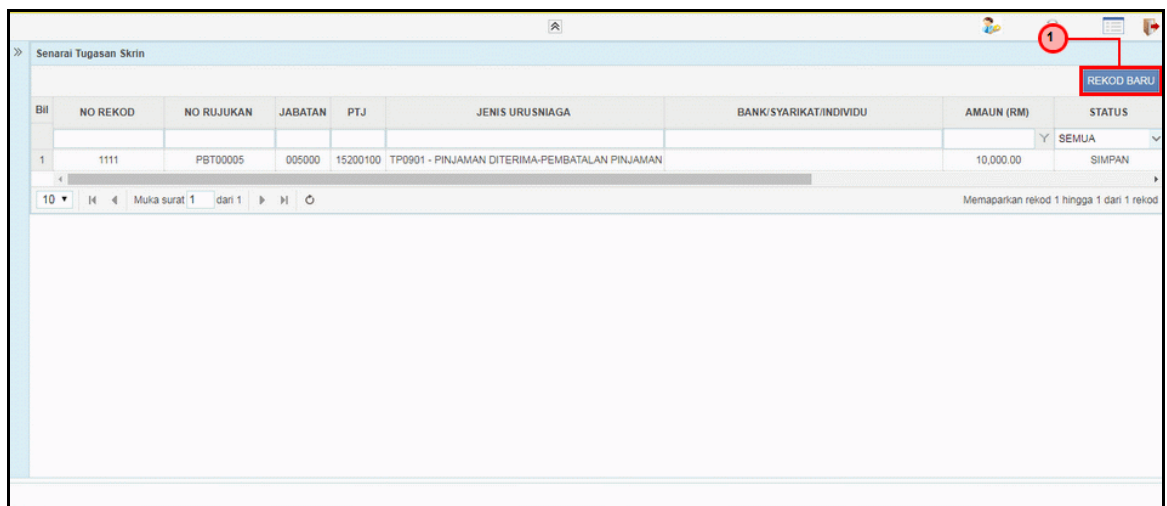 1
Senarai Tugasan Skrin
REKOD BARU
Bil NO REKOD NO RUJUKAN JABATAN PTJ JENIS URUSNIAGA BANK/SYARIKAT/INDIVIDU AMAUN (RM) STATUS
SEMUA
1 1111 PBT00005 005000 15200100 TP0901 - PINJAMAN DITERIMA-PEMBATALAN PINJAMAN 10,000.00 SIMPAN
10 Muka surat 1 dari 1 Memaparkan rekod 1 hingga 1 dari 1 rekod